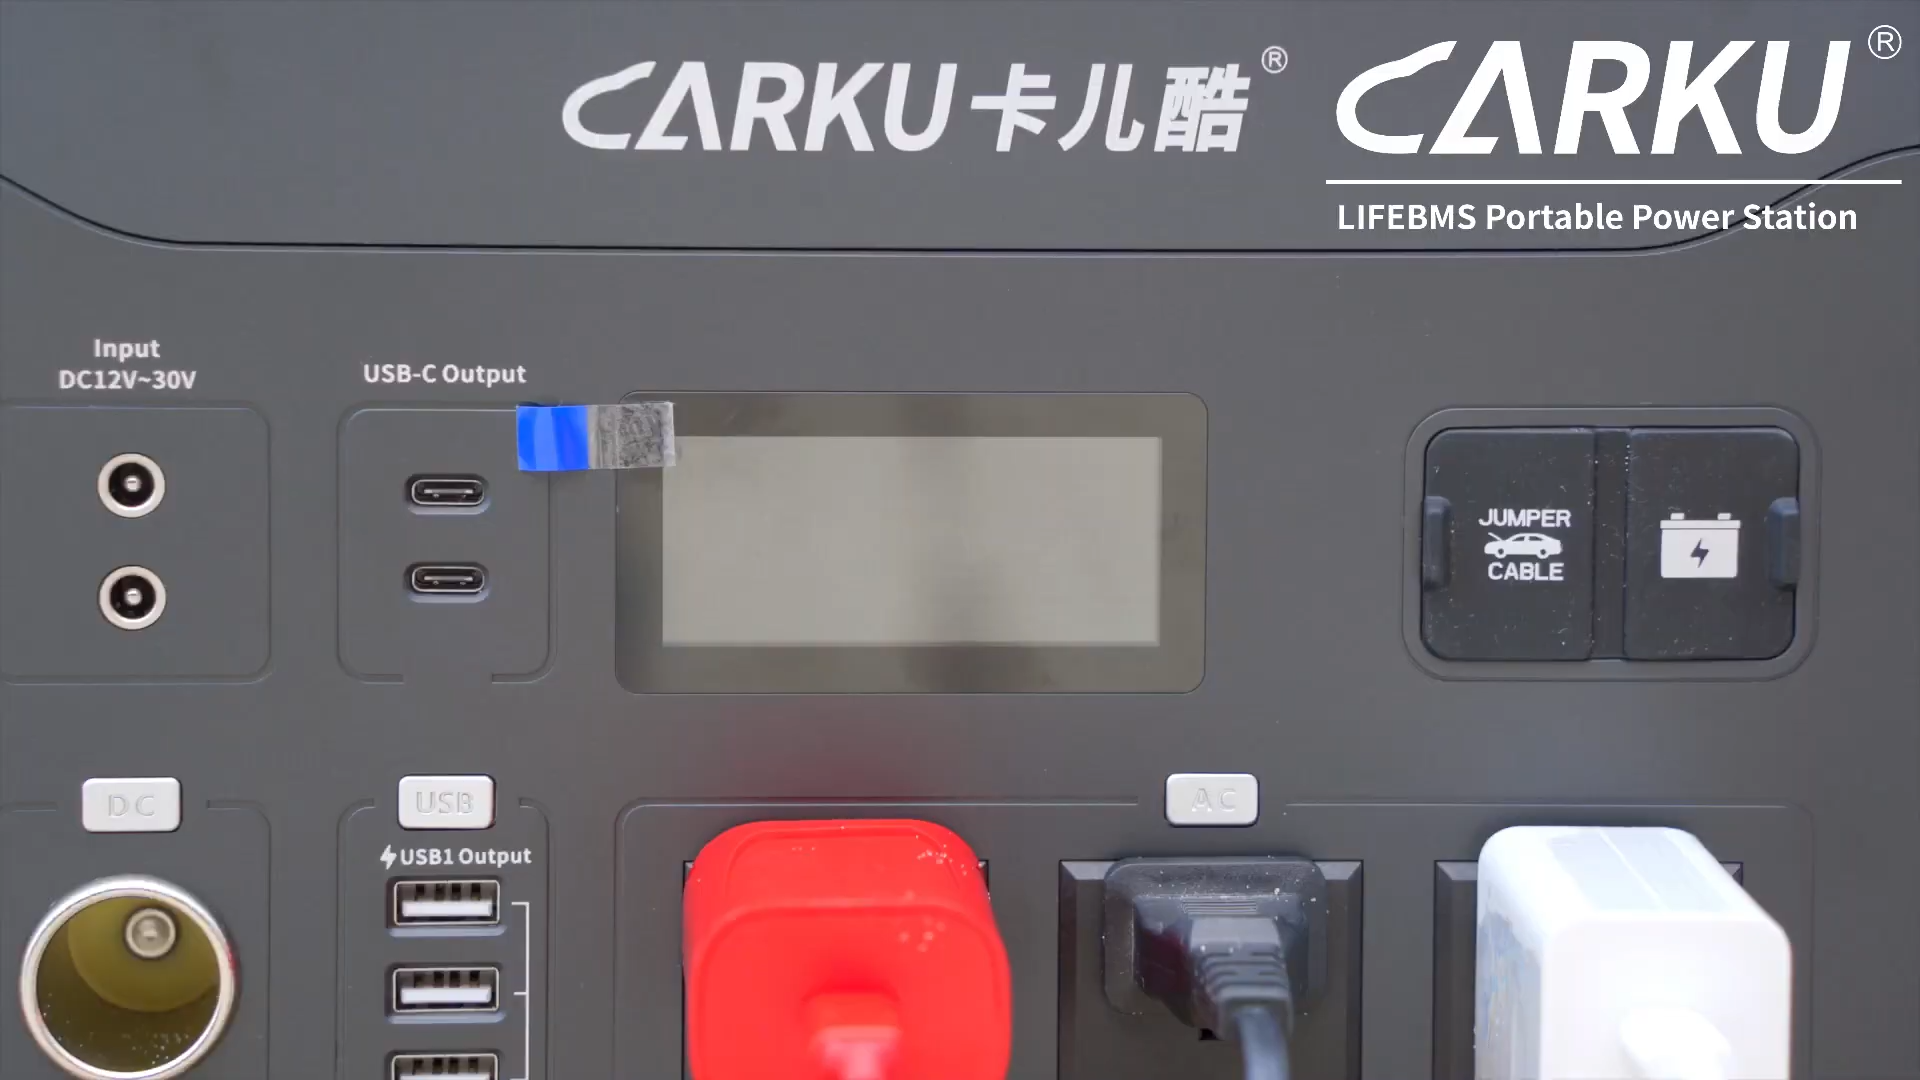 CARKU卡儿酷®
CARKU®
LIFEBMS Portable Power Station
Input
DC12V~30V
USB-C Output
JUMPER
CABLE
DC
USB
AC
USB1 Output